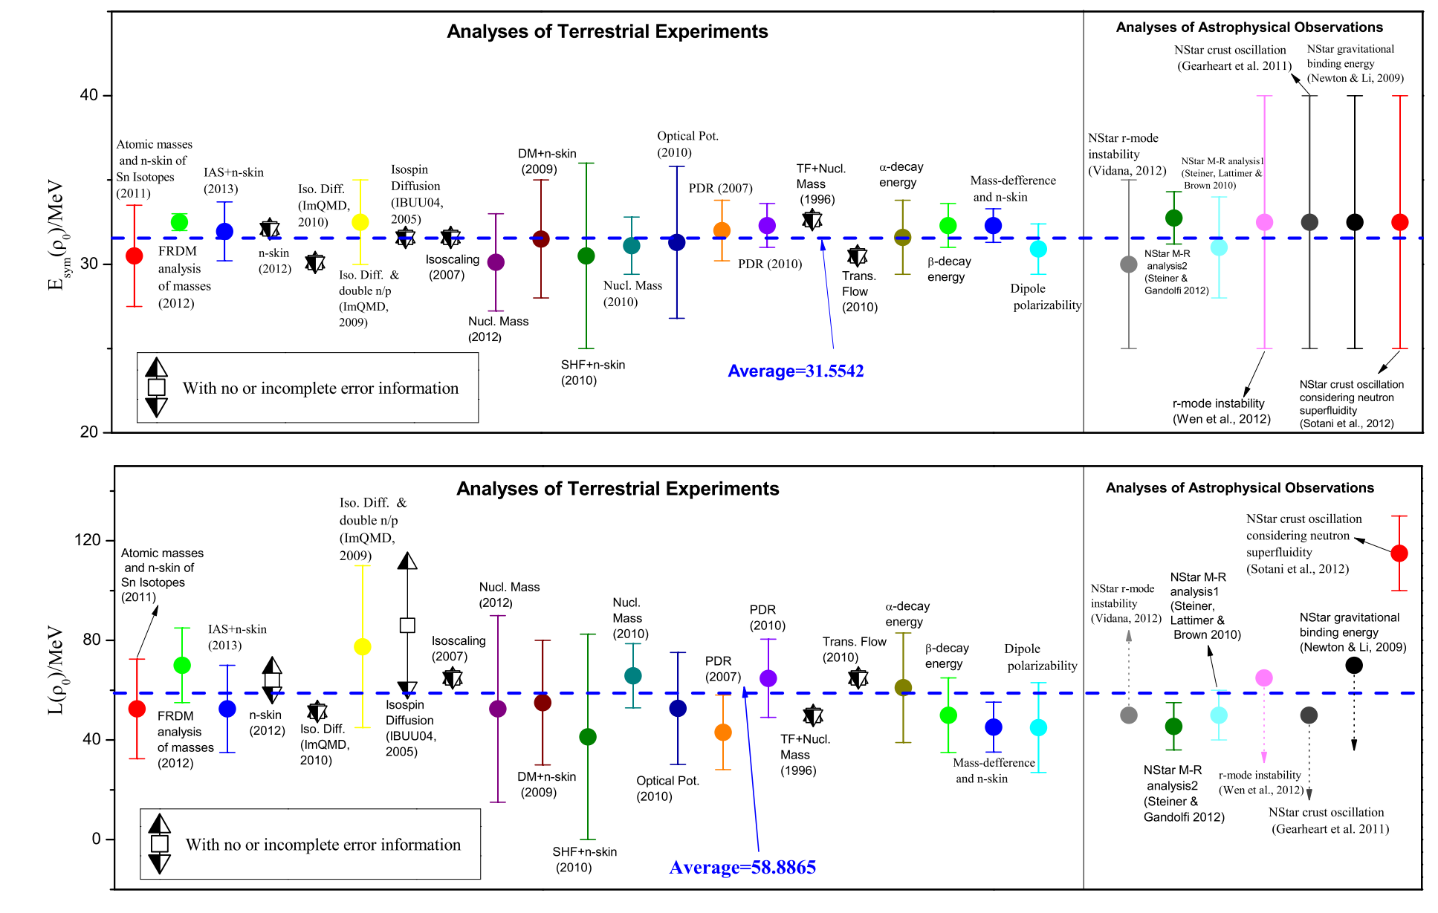 Analyses of Terrestrial Experiments
Analyses of Astrophysical Observations
E_sym(ρ_0)/MeV
40
30
20
Atomic masses
and n-skin of
Sn Isotopes
(2011)
FRDM
analysis
of masses
(2012)
IAS+n-skin
(2013)
n-skin
(2012)
Iso. Diff.
(ImQMD,
2010)
Iso. Diff. &
double n/p
(ImQMD,
2009)
Isospin
Diffusion
(IBUU04,
2005)
Isoscaling
(2007)
Nucl. Mass
(2012)
DM+n-skin
(2009)
SHF+n-skin
(2010)
Nucl. Mass
(2010)
Optical Pot.
(2010)
PDR (2007)
PDR (2010)
TF+Nucl.
Mass
(1996)
Trans.
Flow
(2010)
α-decay
energy
β-decay
energy
Mass-defference
and n-skin
Dipole
polarizability
Average=31.5542
With no or incomplete error information
NStar r-mode
instability
(Vidana, 2012)
NStar M-R
analysis2
(Steiner &
Gandolfi 2012)
NStar M-R analysis1
(Steiner, Lattimer &
Brown 2010)
NStar crust oscillation
(Gearheart et al. 2011)
NStar gravitational
binding energy
(Newton & Li, 2009)
r-mode instability
(Wen et al., 2012)
NStar crust oscillation
considering neutron
superfluidity
(Sotani et al., 2012)
Analyses of Terrestrial Experiments
Analyses of Astrophysical Observations
L(ρ_0)/MeV
120
80
40
0
Atomic masses
and n-skin of
Sn Isotopes
(2011)
FRDM
analysis
of masses
(2012)
IAS+n-skin
(2013)
n-skin
(2012)
Iso. Diff.
(ImQMD,
2010)
Iso. Diff. &
double n/p
(ImQMD,
2009)
Isospin
Diffusion
(IBUU04,
2005)
Isoscaling
(2007)
Nucl. Mass
(2012)
DM+n-skin
(2009)
SHF+n-skin
(2010)
Nucl.
Mass
(2010)
Optical Pot.
(2010)
PDR
(2007)
PDR
(2010)
TF+Nucl.
Mass
(1996)
Trans. Flow
(2010)
α-decay
energy
β-decay
energy
Mass-defference
and n-skin
Dipole
polarizability
Average=58.8865
With no or incomplete error information
NStar r-mode
instability
(Vidana, 2012)
NStar M-R
analysis2
(Steiner &
Gandolfi 2012)
NStar M-R
analysis1
(Steiner,
Lattimer &
Brown 2010)
r-mode instability
(Wen et al., 2012)
NStar crust oscillation
(Gearheart et al. 2011)
NStar gravitational
binding energy
(Newton & Li, 2009)
NStar crust oscillation
considering neutron
superfluidity
(Sotani et al., 2012)